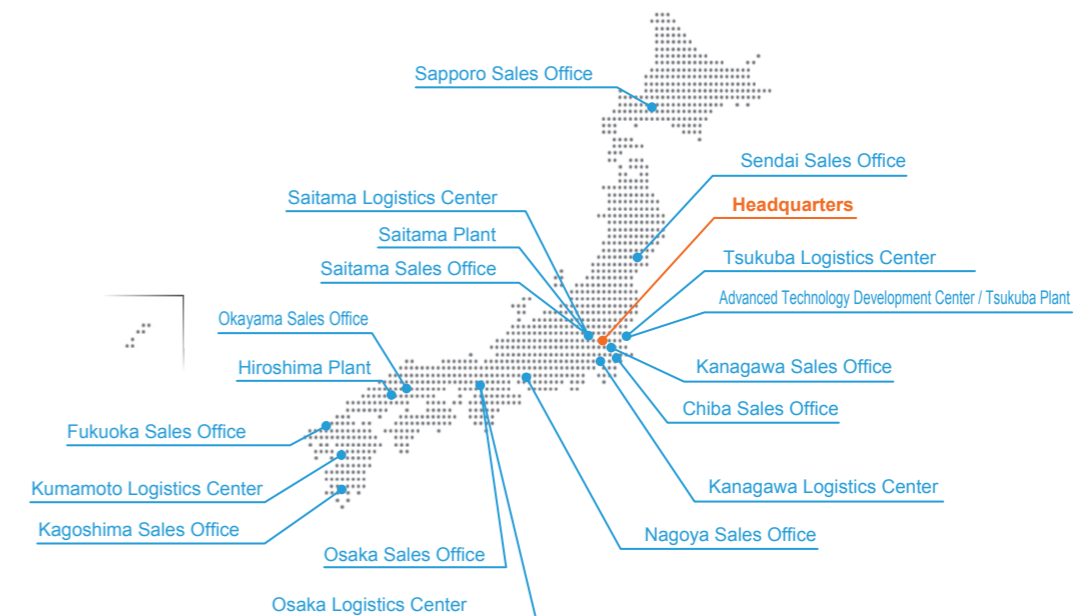 Sapporo Sales Office
Sendai Sales Office
Saitama Logistics Center
Headquarters
Saitama Plant
Saitama Sales Office
Tsukuba Logistics Center
Advanced Technology Development Center / Tsukuba Plant
Okayama Sales Office
Hiroshima Plant
Kanagawa Sales Office
Chiba Sales Office
Fukuoka Sales Office
Kumamoto Logistics Center
Kanagawa Logistics Center
Kagoshima Sales Office
Nagoya Sales Office
Osaka Sales Office
Osaka Logistics Center